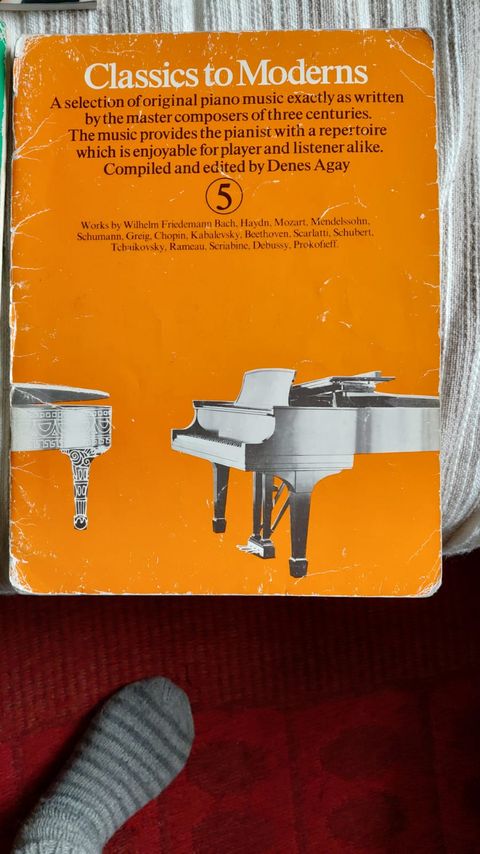 Classics to Moderns
A selection of original piano music exactly as written
by the master composers of three centuries.
The music provides the pianist with a repertoire
which is enjoyable for player and listener alike.
Compiled and edited by Denes Agay
5
Works by Wilhelm Friedemann Bach, Haydn, Mozart, Mendelssohn,
Schumann, Greig, Chopin, Kabalevsky, Beethoven, Scarlatti, Schubert,
Tchaikovsky, Rameau, Scriabine, Debussy, Prokofieff.